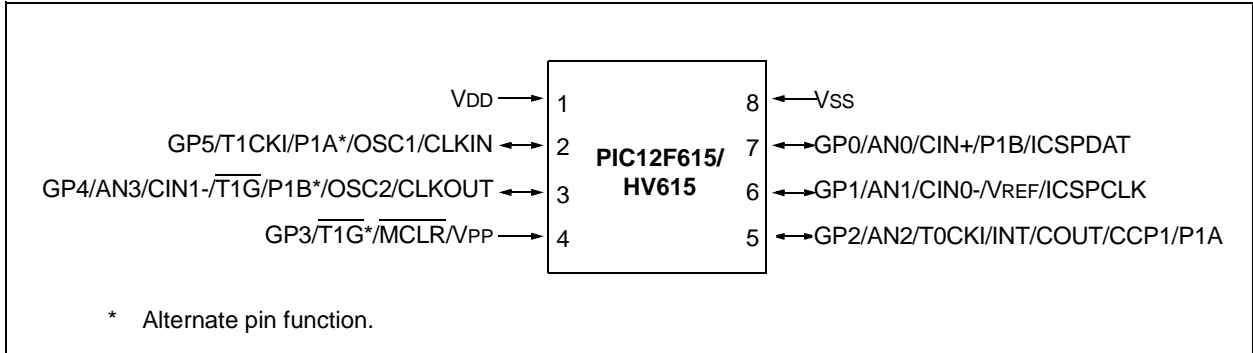 VDD 1 8 VSS
GP5/T1CKI/P1A*/OSC1/CLKIN 2 PIC12F615/ 7 GP0/AN0/CIN+/P1B/ICSPDAT
GP4/AN3/CIN1-/T1G/P1B*/OSC2/CLKOUT 3 HV615 6 GP1/AN1/CIN0-/VREF/ICSPCLK
GP3/T1G*/MCLR/VPP 4 5 GP2/AN2/T0CKI/INT/COUT/CCP1/P1A
* Alternate pin function.